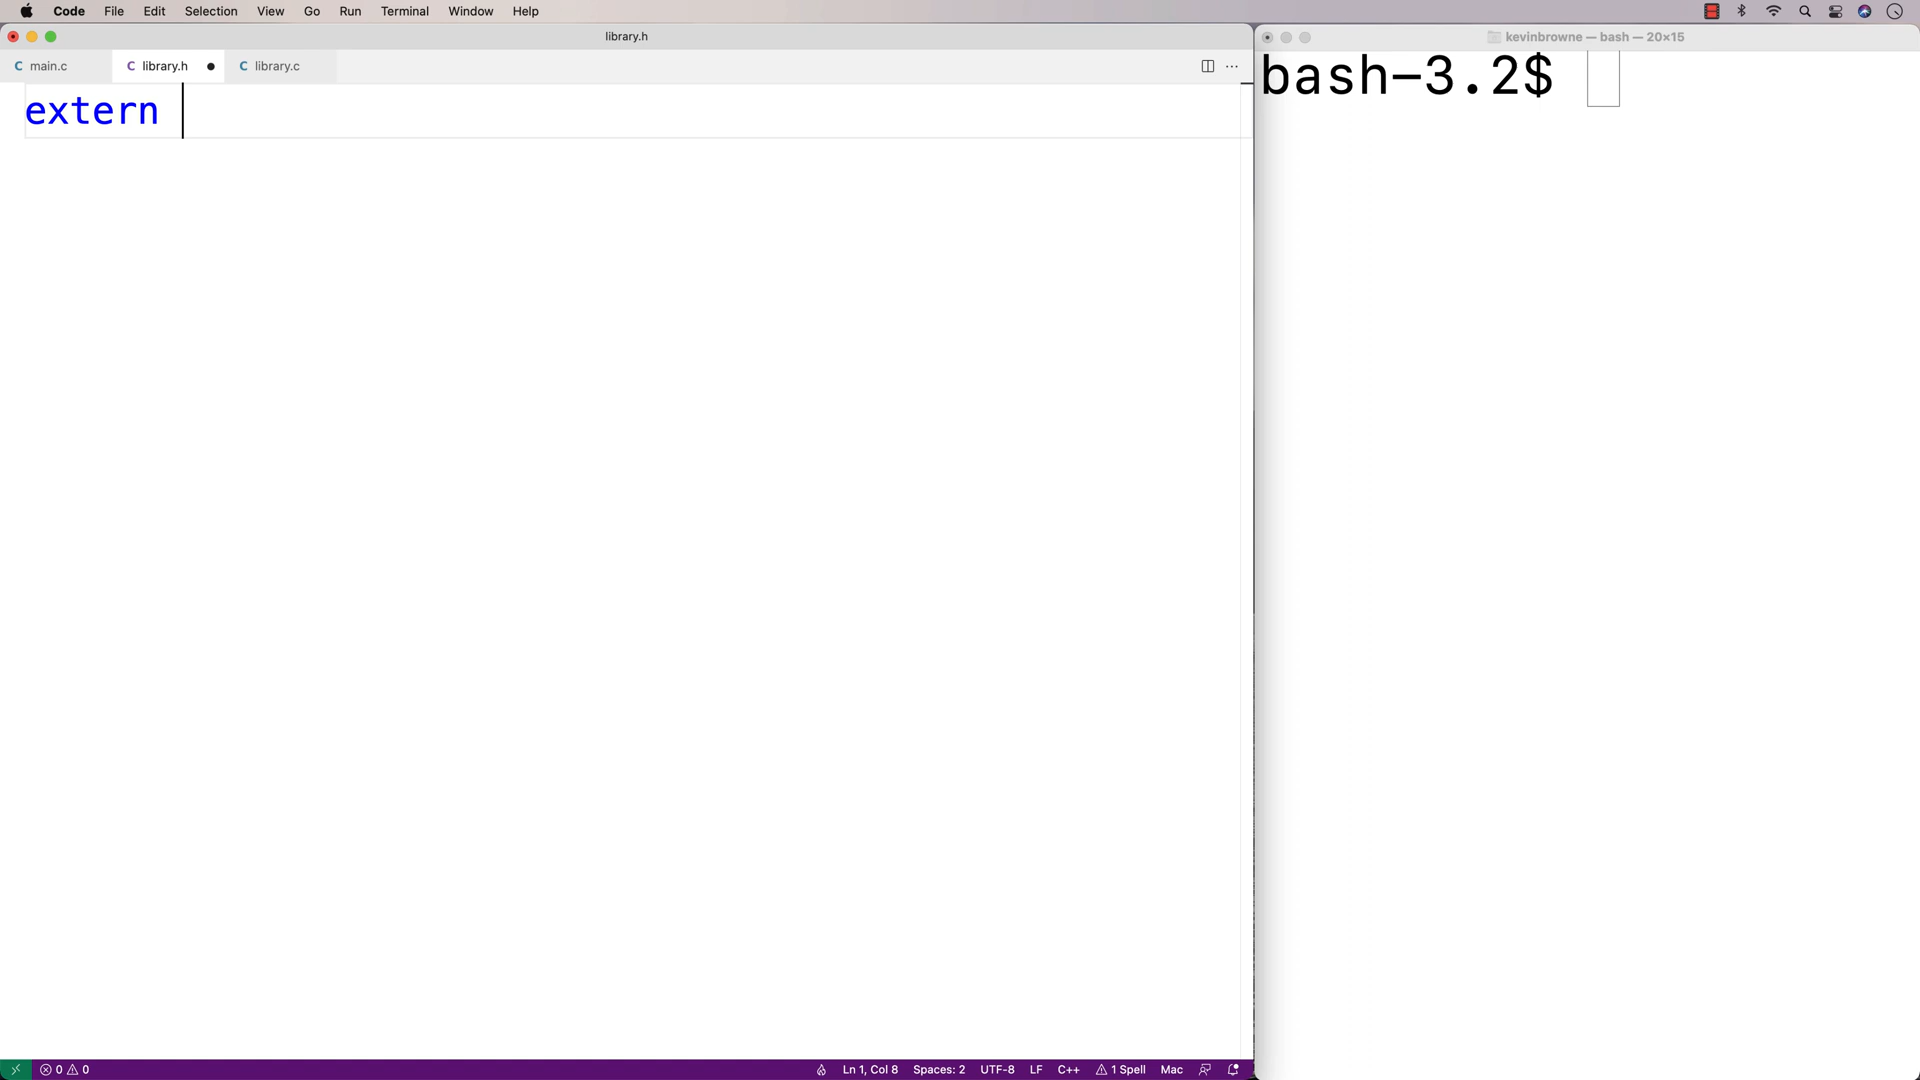 Code File Edit Selection View Go Run Terminal Window Help
library.h
kevinbrowne — bash — 20×15
C main.c C library.h ● C library.c ···
bash-3.2$
extern
0 0 Ln 1, Col 8 Spaces: 2 UTF-8 LF C++ 1 Spell Mac